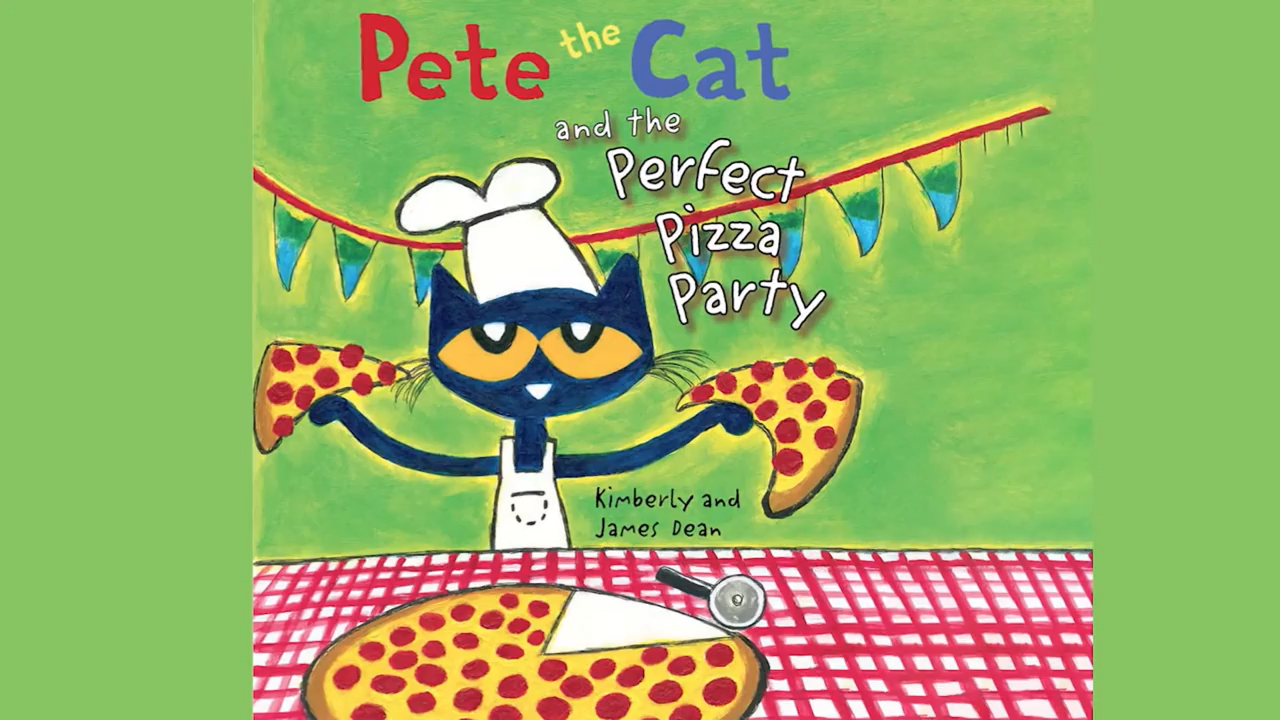 Pete the Cat
and the
Perfect
Pizza
Party
Kimberly and
James Dean